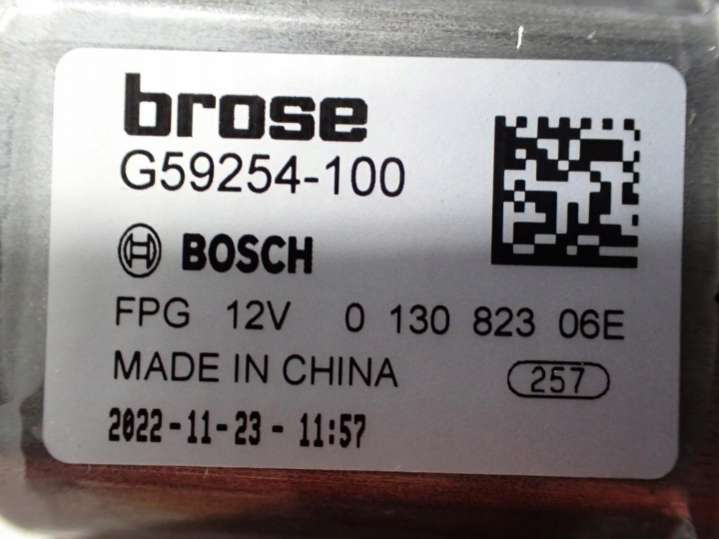 brose
G59254-100
BOSCH
FPG 12V 0 130 823 06E
MADE IN CHINA 257
2022-11-23 - 11:57